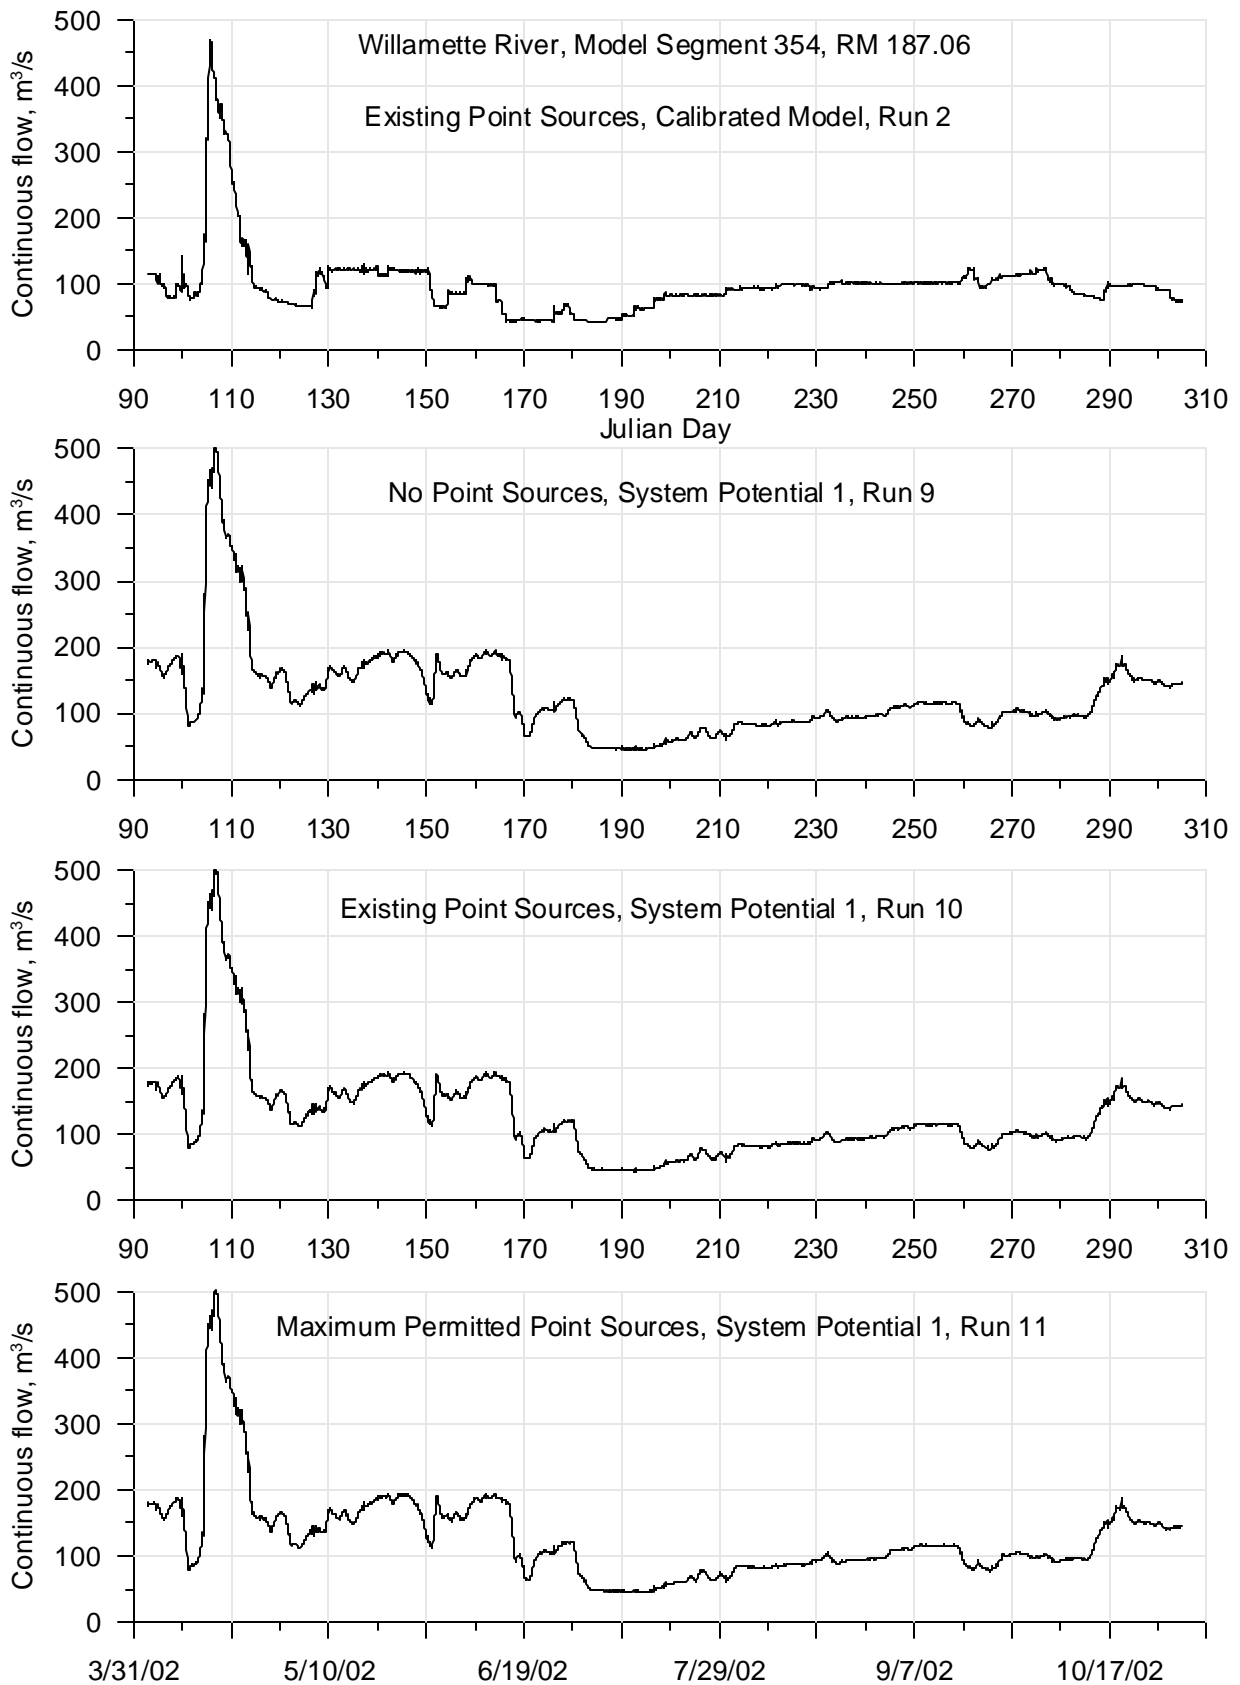 Willamette River, Model Segment 354, RM 187.06
Existing Point Sources, Calibrated Model, Run 2
Continuous flow, m³/s
500
400
300
200
100
0
90 110 130 150 170 190 210 230 250 270 290 310
Julian Day
No Point Sources, System Potential 1, Run 9
Continuous flow, m³/s
500
400
300
200
100
0
90 110 130 150 170 190 210 230 250 270 290 310
Existing Point Sources, System Potential 1, Run 10
Continuous flow, m³/s
500
400
300
200
100
0
90 110 130 150 170 190 210 230 250 270 290 310
Maximum Permitted Point Sources, System Potential 1, Run 11
Continuous flow, m³/s
500
400
300
200
100
0
3/31/02 5/10/02 6/19/02 7/29/02 9/7/02 10/17/02